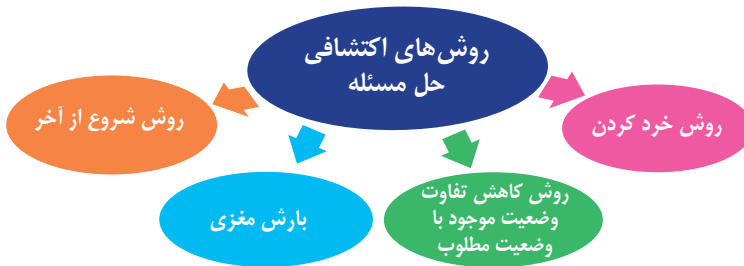 روش‌های اکتشافی
حل مسئله
روش خرد کردن
روش کاهش تفاوت
وضعیت موجود با
وضعیت مطلوب
بارش مغزی
روش شروع از آخر